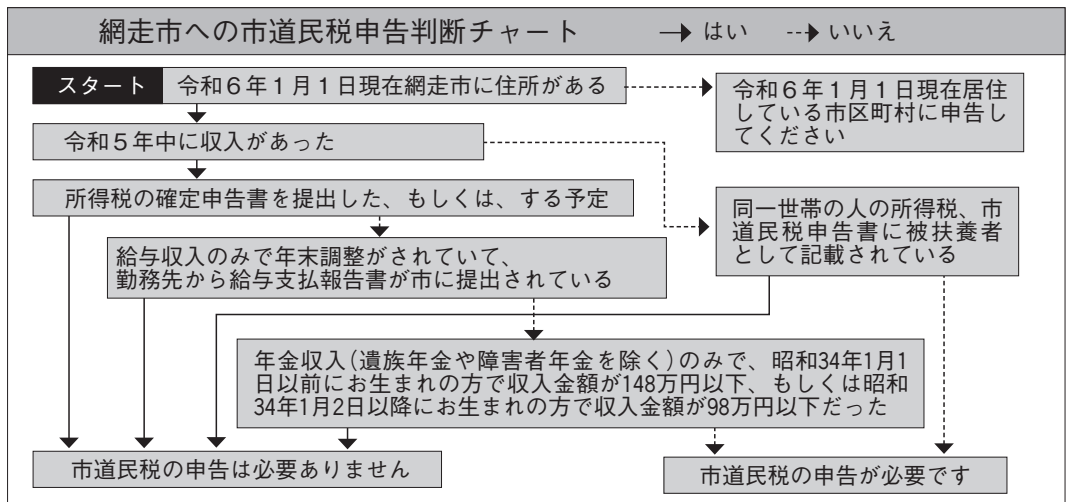 網走市への市道民税申告判断チャート → はい ⇢ いいえ
スタート 令和６年１月１日現在網走市に住所がある
令和６年１月１日現在居住
している市区町村に申告し
てください
令和５年中に収入があった
所得税の確定申告書を提出した、もしくは、する予定
同一世帯の人の所得税、市
道民税申告書に被扶養者
として記載されている
給与収入のみで年末調整がされていて、
勤務先から給与支払報告書が市に提出されている
年金収入(遺族年金や障害者年金を除く)のみで、昭和34年1月1
日以前にお生まれの方で収入金額が148万円以下、もしくは昭和
34年1月2日以降にお生まれの方で収入金額が98万円以下だった
市道民税の申告は必要ありません
市道民税の申告が必要です